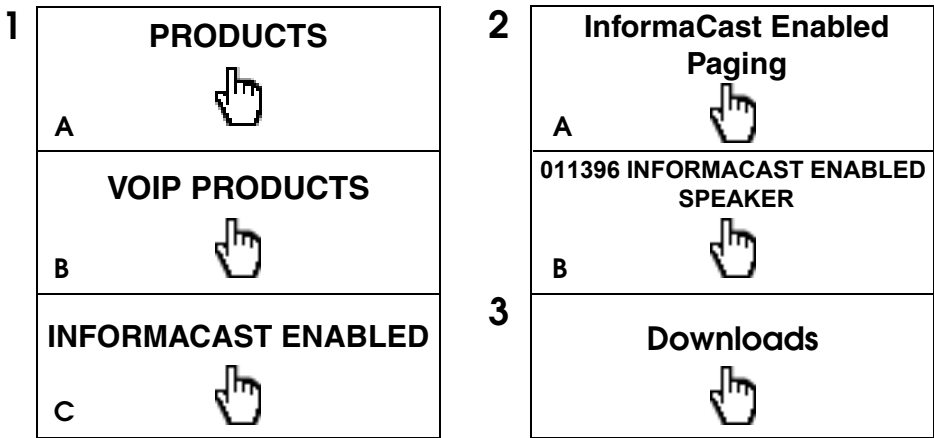 1
PRODUCTS
A
VOIP PRODUCTS
B
INFORMACAST ENABLED
C
2
InformaCast Enabled
Paging
A
011396 INFORMACAST ENABLED
SPEAKER
B
3
Downloads